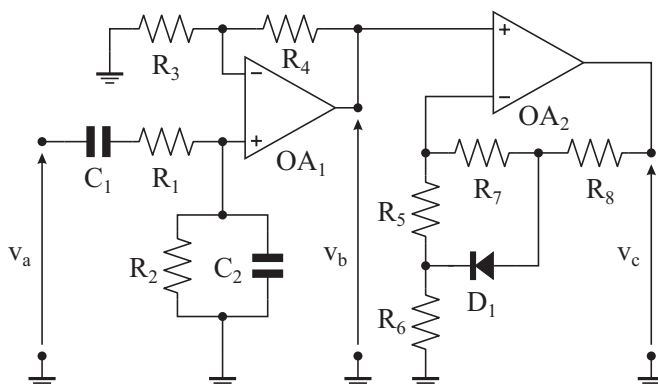 R3 R4
− +
OA1 OA2
−
C1 R1 +
R7 R8
R5
va R2 C2 vb vc
D1
R6